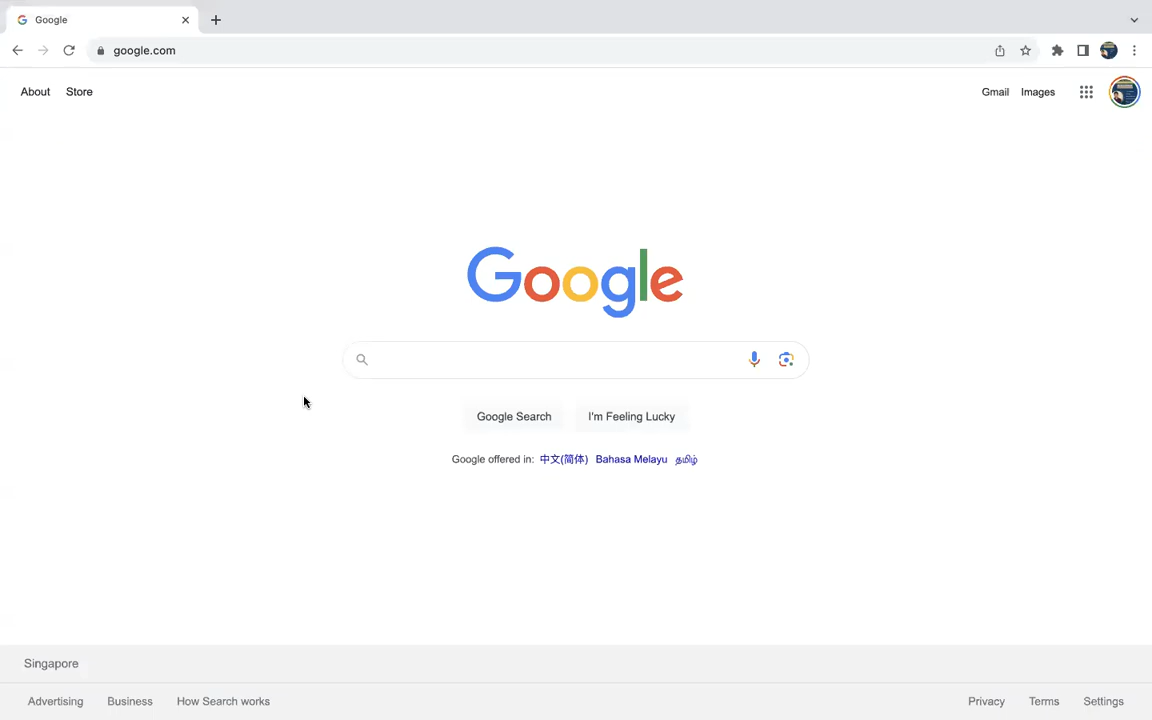 Google
google.com
About Store Gmail Images
Google
Google Search I'm Feeling Lucky
Google offered in: 中文(简体) Bahasa Melayu தமிழ்
Singapore
Advertising Business How Search works Privacy Terms Settings